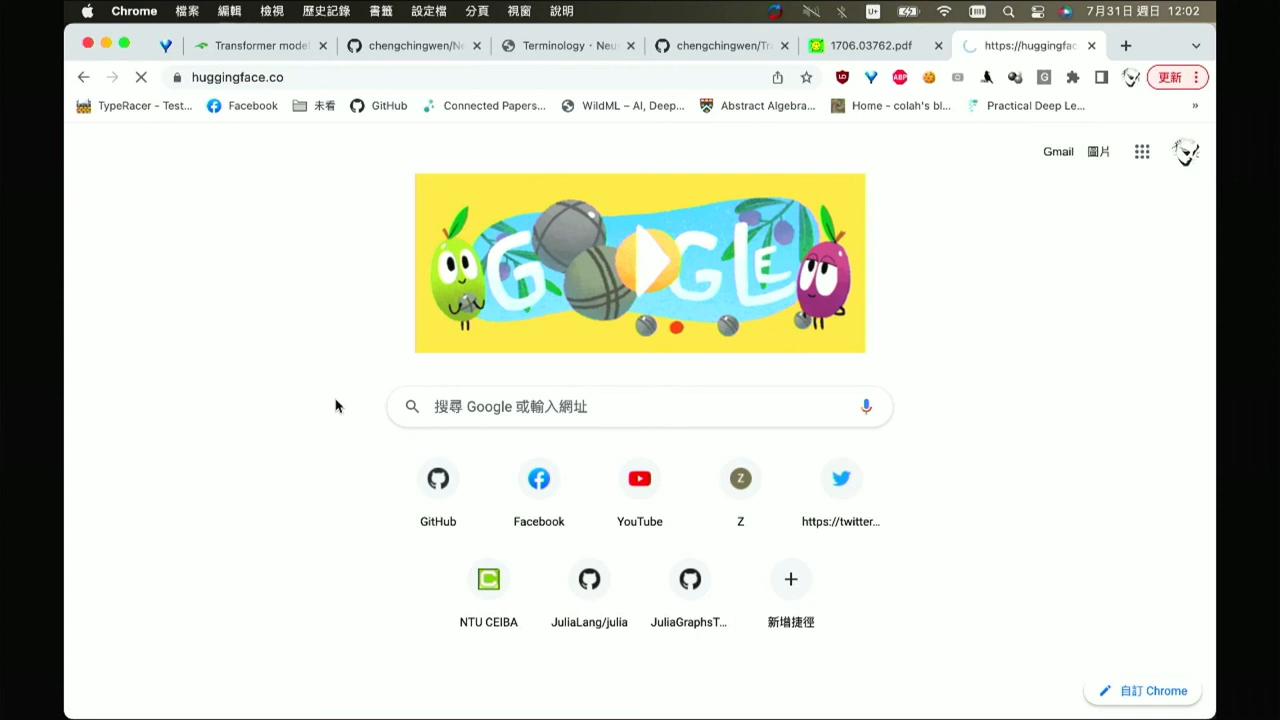 Chrome 檔案 編輯 檢視 歷史記錄 書籤 設定檔 分頁 視窗 說明 7月31日 週日 12:02
Transformer model chengchingwen/Ne Terminology · Neu chengchingwen/Tra 1706.03762.pdf https://huggingfac
huggingface.co 更新
TypeRacer - Test... Facebook 未看 GitHub Connected Papers... WildML – AI, Deep... Abstract Algebra... Home - colah's bl... Practical Deep Le... »
Gmail 圖片
GOOGLE
搜尋 Google 或輸入網址
GitHub Facebook YouTube Z https://twitter...
NTU CEIBA JuliaLang/julia JuliaGraphsT... 新增捷徑
自訂 Chrome